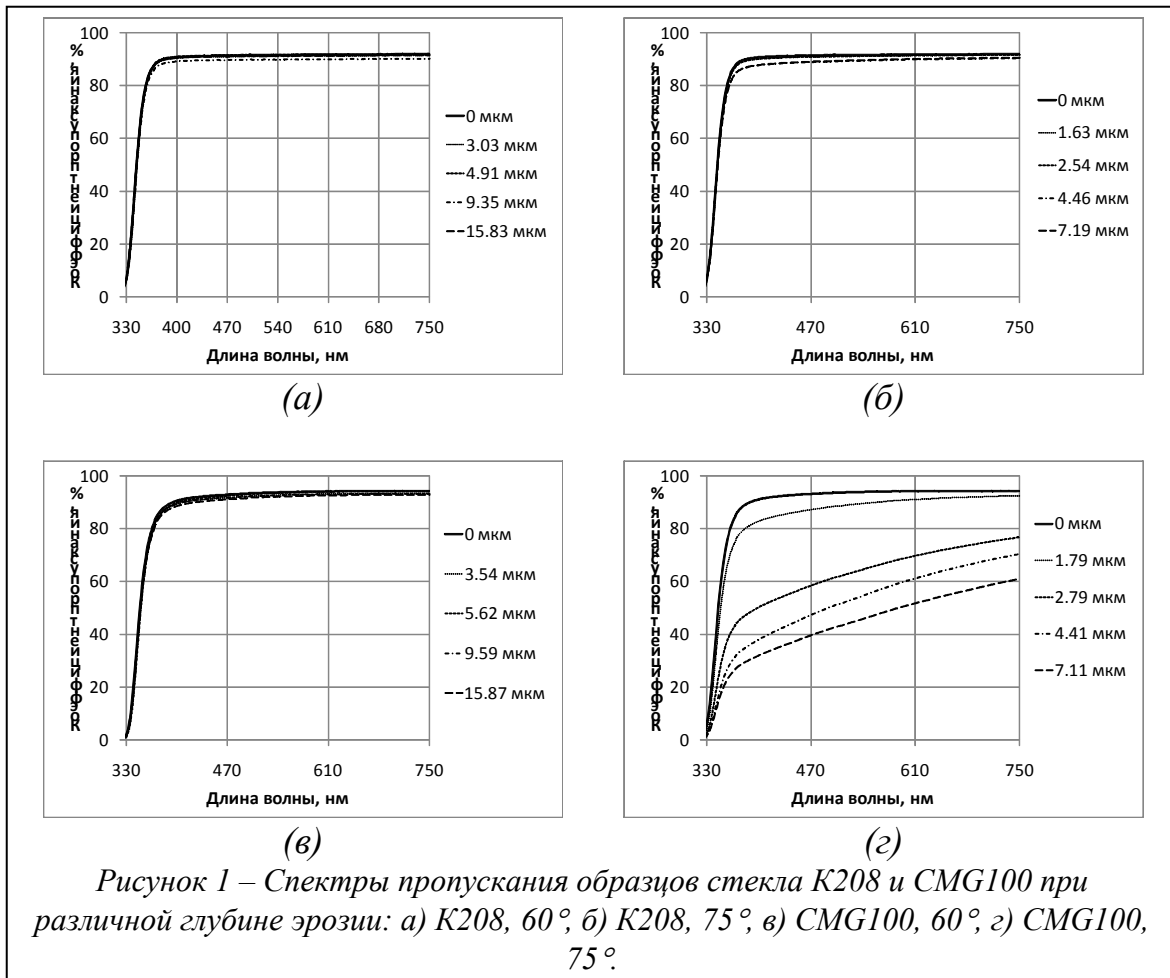 Коэффициент пропускания, %
100
80
60
40
20
0
330 400 470 540 610 680 750
Длина волны, нм
0 мкм
3.03 мкм
4.91 мкм
9.35 мкм
15.83 мкм
(а)
Коэффициент пропускания, %
100
80
60
40
20
0
330 470 610 750
Длина волны, нм
0 мкм
1.63 мкм
2.54 мкм
4.46 мкм
7.19 мкм
(б)
Коэффициент пропускания, %
100
80
60
40
20
0
330 470 610 750
Длина волны, нм
0 мкм
3.54 мкм
5.62 мкм
9.59 мкм
15.87 мкм
(в)
Коэффициент пропускания, %
100
80
60
40
20
0
330 470 610 750
Длина волны, нм
0 мкм
1.79 мкм
2.79 мкм
4.41 мкм
7.11 мкм
(г)
Рисунок 1 – Спектры пропускания образцов стекла К208 и CMG100 при
различной глубине эрозии: а) К208, 60°, б) К208, 75°, в) CMG100, 60°, г) CMG100,
75°.